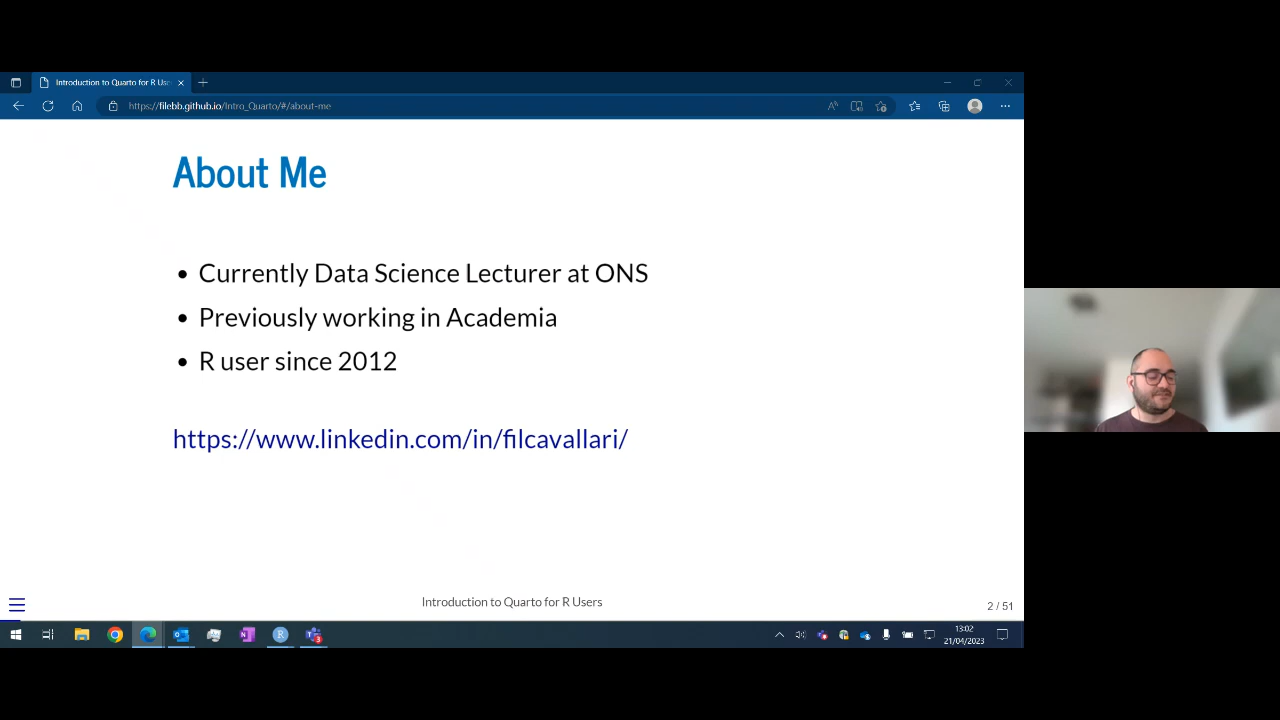 Introduction to Quarto for R Use
https://filebb.github.io/Intro_Quarto/#/about-me
About Me
• Currently Data Science Lecturer at ONS
• Previously working in Academia
• R user since 2012
https://www.linkedin.com/in/filcavallari/
Introduction to Quarto for R Users
2 / 51
13:02
21/04/2023